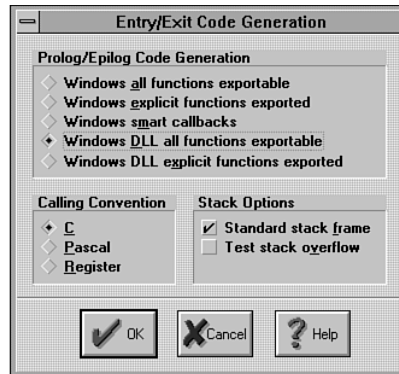 Entry/Exit Code Generation
Prolog/Epilog Code Generation
Windows all functions exportable
Windows explicit functions exported
Windows smart callbacks
Windows DLL all functions exportable
Windows DLL explicit functions exported
Calling Convention
C
Pascal
Register
Stack Options
Standard stack frame
Test stack overflow
OK
Cancel
Help